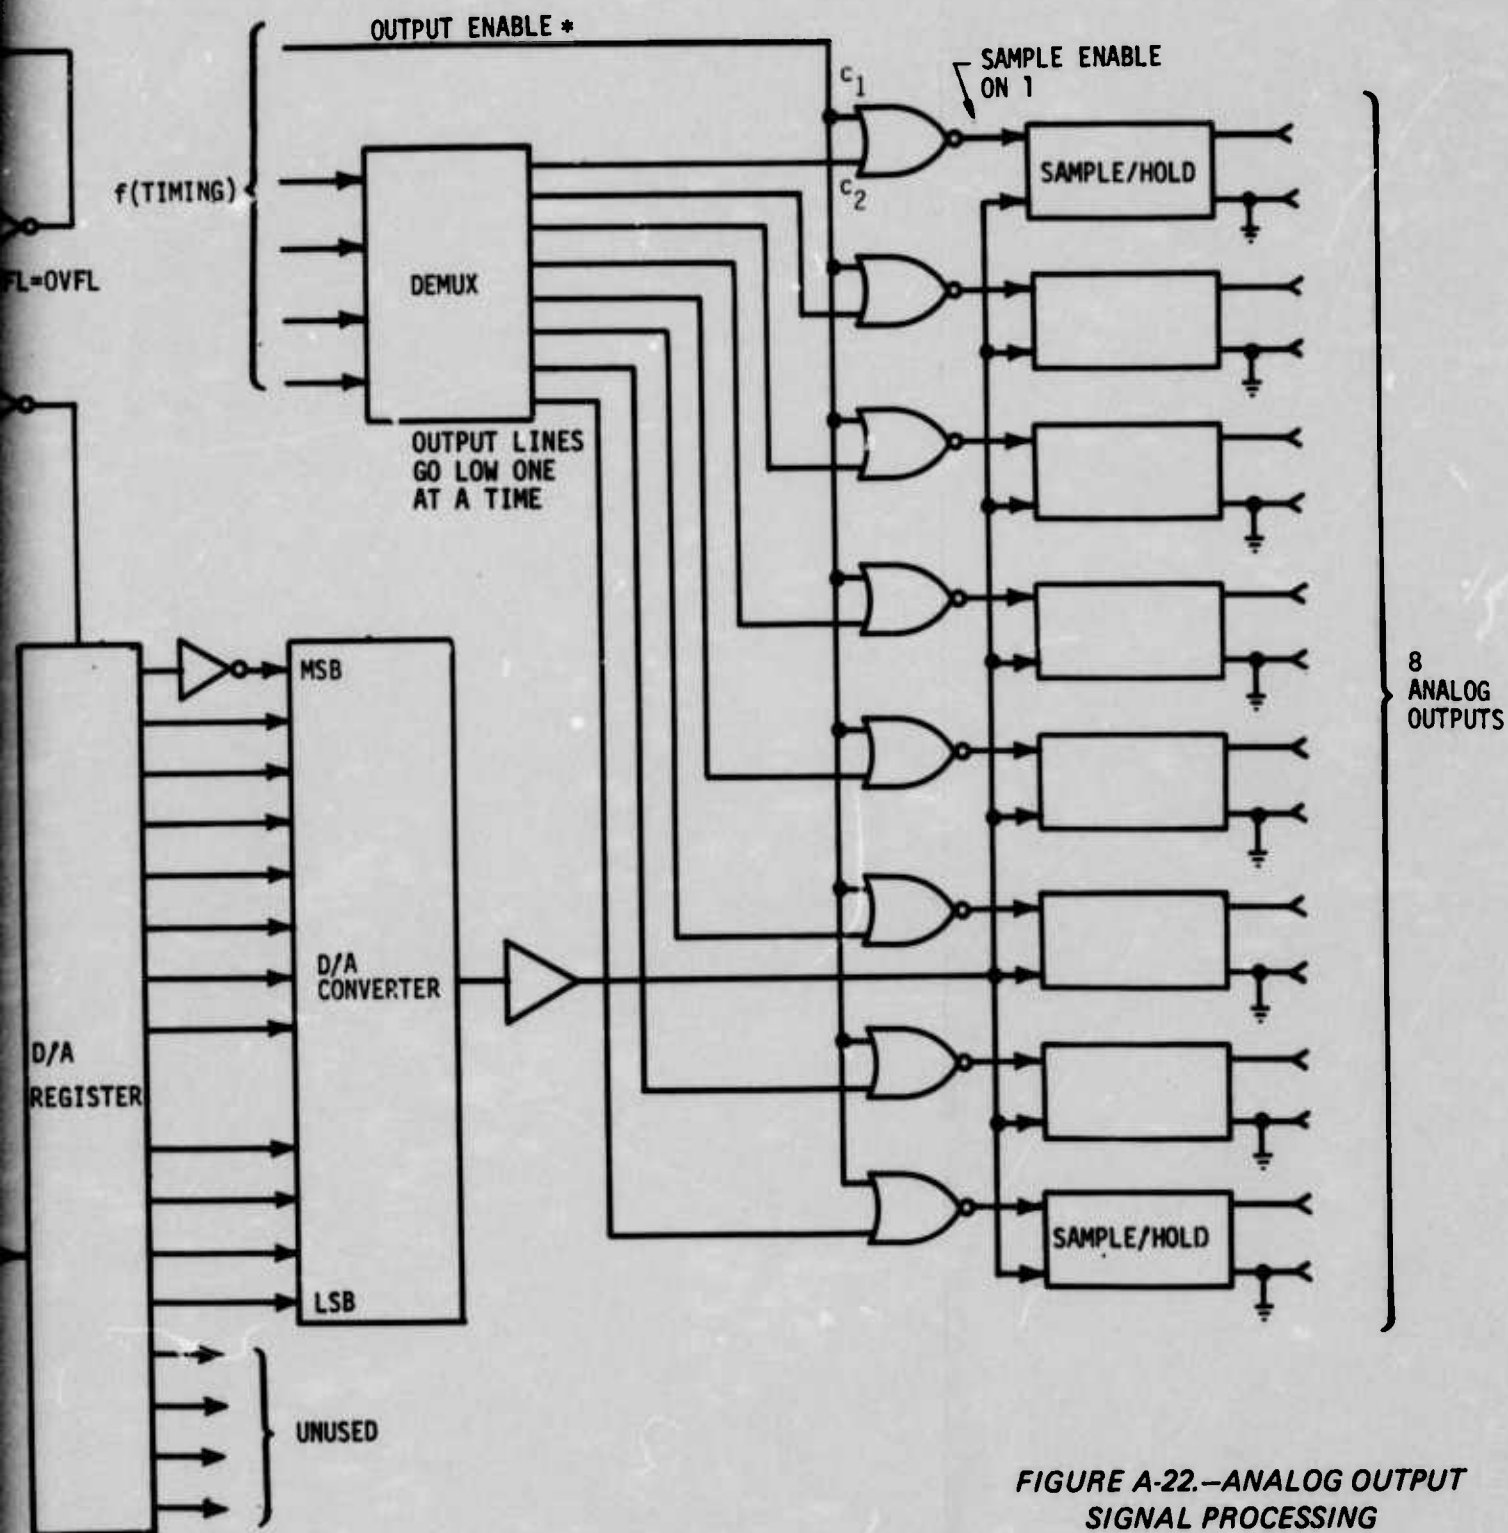 OUTPUT ENABLE *
SAMPLE ENABLE
ON 1
c1
c2
f(TIMING)
DEMUX
SAMPLE/HOLD
FL=OVFL
OUTPUT LINES
GO LOW ONE
AT A TIME
8
ANALOG
OUTPUTS
MSB
D/A
CONVERTER
D/A
REGISTER
LSB
SAMPLE/HOLD
UNUSED
FIGURE A-22.—ANALOG OUTPUT
SIGNAL PROCESSING